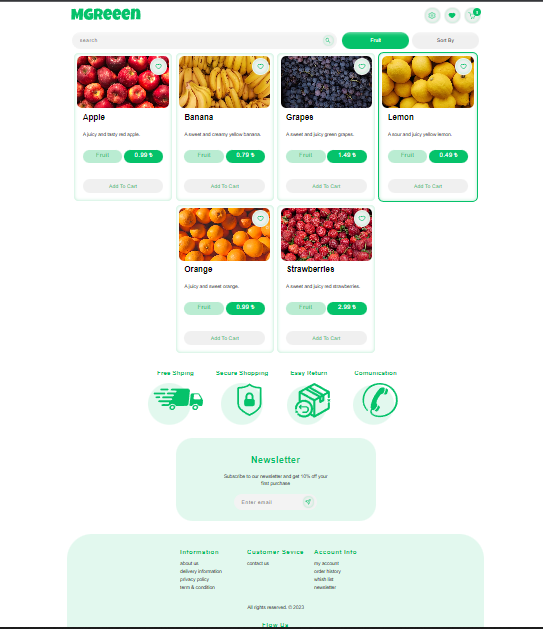 MGReeen
3
search
Fruit
Sort By
Apple
A juicy and tasty red apple.
Fruit
0.99 $
Add To Cart
Banana
A sweet and creamy yellow banana.
Fruit
0.79 $
Add To Cart
Grapes
A sweet and juicy green grapes.
Fruit
1.49 $
Add To Cart
Lemon
A sour and juicy yellow lemon.
Fruit
0.49 $
Add To Cart
Orange
A juicy and sweet orange.
Fruit
0.99 $
Add To Cart
Strawberries
A sweet and juicy red strawberries.
Fruit
2.99 $
Add To Cart
Free Shping
Secure Shopping
Easy Return
Comunication
Newsletter
Subscribe to our newsletter and get 10% off your
first purchase
Enter email
Information
about us
delivery information
privacy policy
term & condition
Customer Sevice
contact us
Account Info
my account
order history
whish list
newsletter
All rights reserved. © 2023
Flow Us